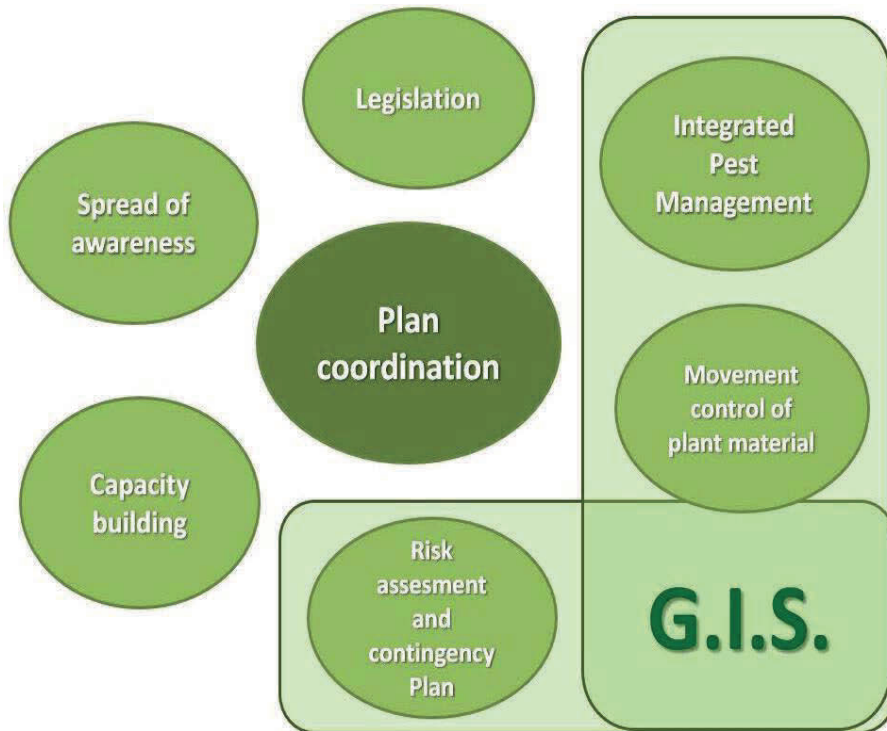 Legislation
Integrated
Pest
Management
Spread of
awareness
Plan
coordination
Movement
control of
plant material
Capacity
building
Risk
assesment
and
contingency
Plan
G.I.S.